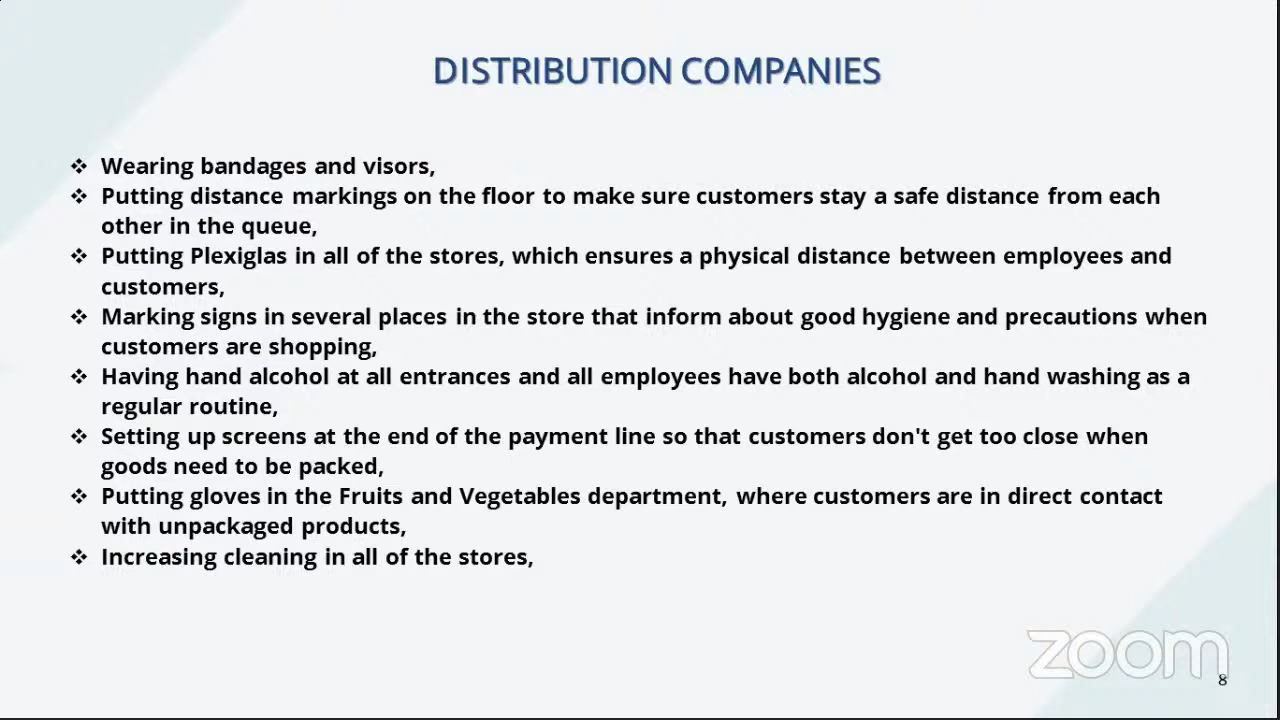 DISTRIBUTION COMPANIES
❖ Wearing bandages and visors,
❖ Putting distance markings on the floor to make sure customers stay a safe distance from each
other in the queue,
❖ Putting Plexiglas in all of the stores, which ensures a physical distance between employees and
customers,
❖ Marking signs in several places in the store that inform about good hygiene and precautions when
customers are shopping,
❖ Having hand alcohol at all entrances and all employees have both alcohol and hand washing as a
regular routine,
❖ Setting up screens at the end of the payment line so that customers don't get too close when
goods need to be packed,
❖ Putting gloves in the Fruits and Vegetables department, where customers are in direct contact
with unpackaged products,
❖ Increasing cleaning in all of the stores,
zoom
8